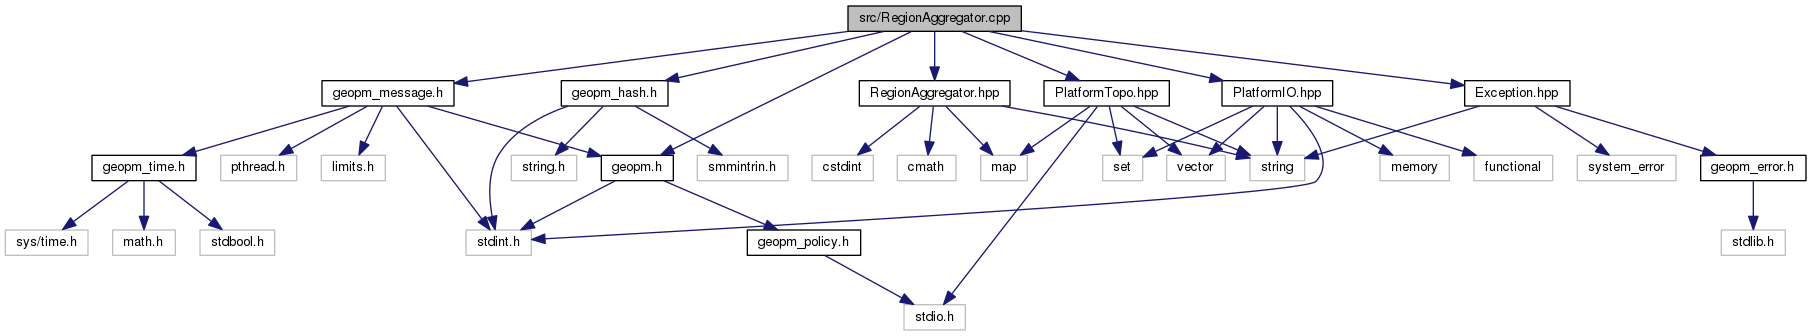 src/RegionAggregator.cpp
geopm_message.h
geopm_hash.h
RegionAggregator.hpp
PlatformTopo.hpp
PlatformIO.hpp
Exception.hpp
geopm_time.h
pthread.h
limits.h
string.h
geopm.h
smmintrin.h
cstdint
cmath
map
set
vector
string
memory
functional
system_error
geopm_error.h
sys/time.h
math.h
stdbool.h
stdint.h
geopm_policy.h
stdlib.h
stdio.h